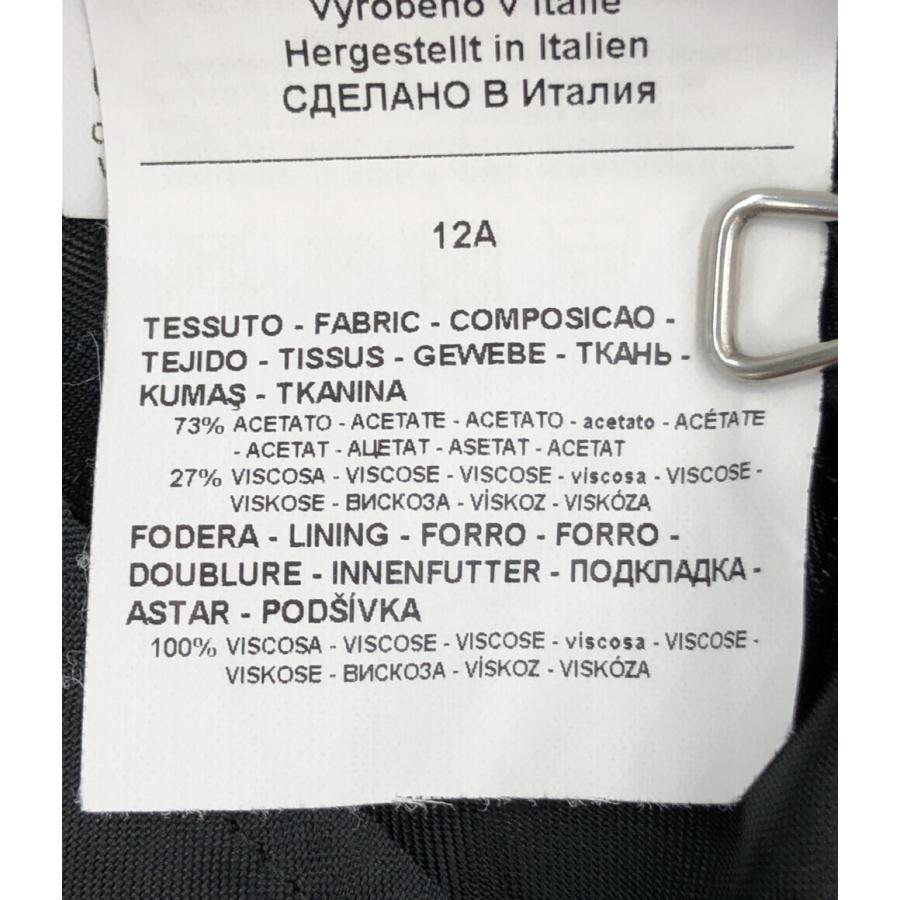 Vyrobeno v Itálie
Hergestellt in Italien
СДЕЛАНО В Италия
12A
TESSUTO - FABRIC - COMPOSICAO -
TEJIDO - TISSUS - GEWEBE - ТКАНЬ -
KUMAŞ - TKANINA
73% ACETATO - ACETATE - ACETATO - acetato - ACÉTATE
- ACETAT - АЦЕТАТ - ASETAT - ACETAT
27% VISCOSA - VISCOSE - VISCOSE - viscosa - VISCOSE -
VISKOSE - ВИСКОЗА - VİSKOZ - VISKÓZA
FODERA - LINING - FORRO - FORRO -
DOUBLURE - INNENFUTTER - ПОДКЛАДКА -
ASTAR - PODŠÍVKA
100% VISCOSA - VISCOSE - VISCOSE - viscosa - VISCOSE -
VISKOSE - ВИСКОЗА - VİSKOZ - VISKÓZA